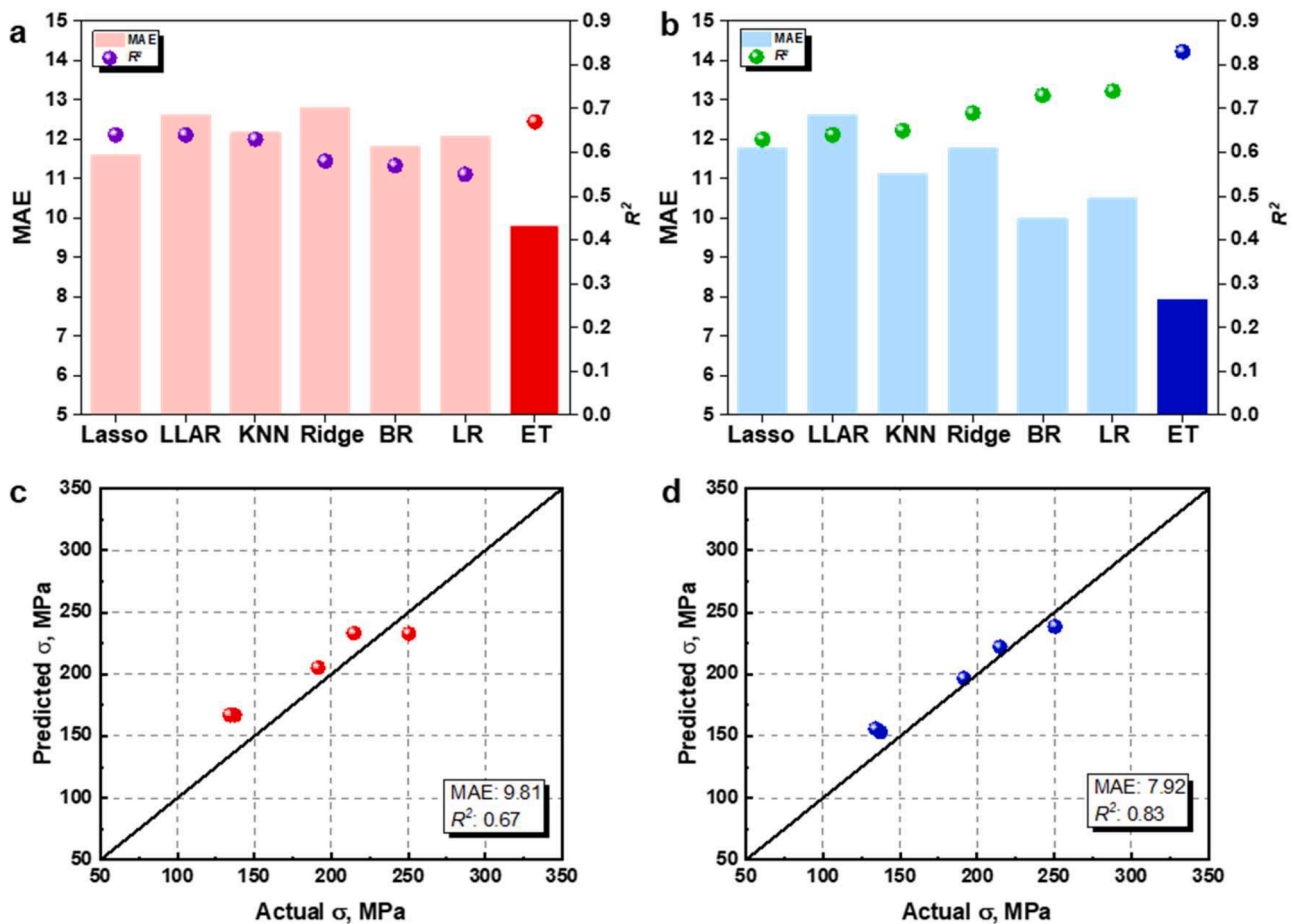 a
MAE
R²
15
14
13
12
11
10
9
8
7
6
5
MAE
0.9
0.8
0.7
0.6
0.5
0.4
0.3
0.2
0.1
0.0
R²
Lasso LLAR KNN Ridge BR LR ET
b
MAE
R²
15
14
13
12
11
10
9
8
7
6
5
MAE
0.9
0.8
0.7
0.6
0.5
0.4
0.3
0.2
0.1
0.0
R²
Lasso LLAR KNN Ridge BR LR ET
c
350
300
250
200
150
100
50
Predicted σ, MPa
MAE: 9.81
R²: 0.67
50 100 150 200 250 300 350
Actual σ, MPa
d
350
300
250
200
150
100
50
Predicted σ, MPa
MAE: 7.92
R²: 0.83
50 100 150 200 250 300 350
Actual σ, MPa